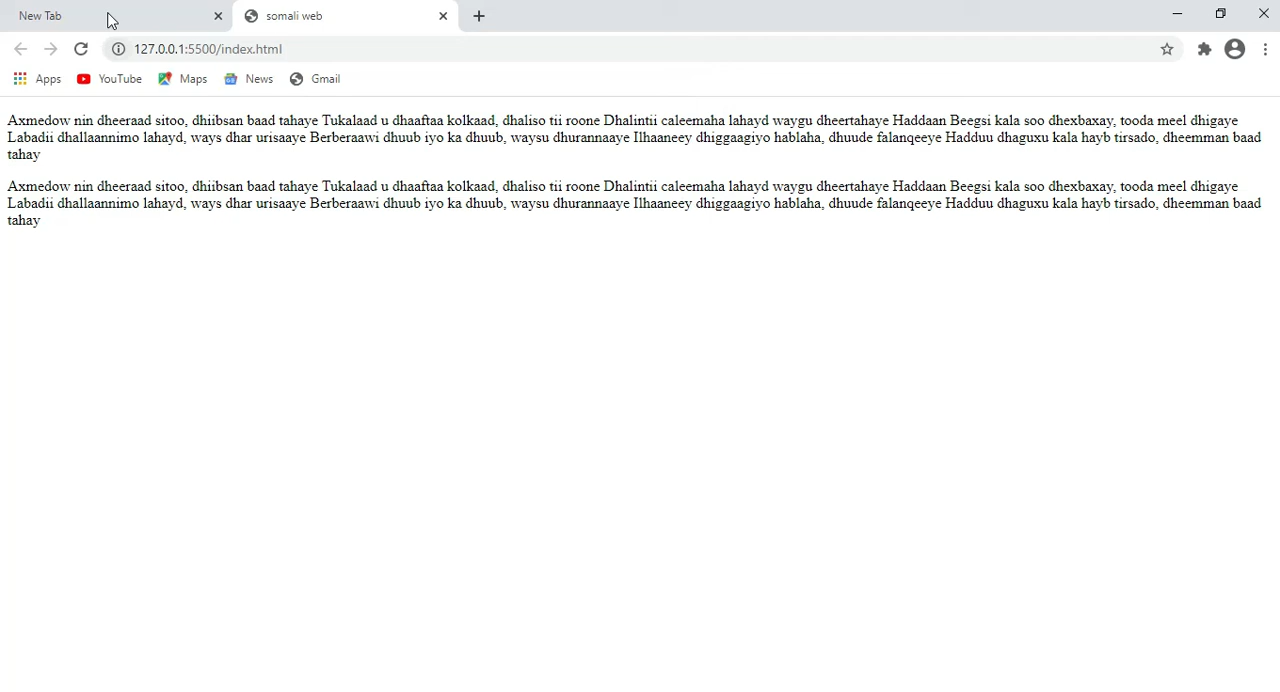 New Tab
somali web
127.0.0.1:5500/index.html
Apps
YouTube
Maps
News
Gmail
Axmedow nin dheeraad sitoo, dhiibsan baad tahaye Tukalaad u dhaaftaa kolkaad, dhaliso tii roone Dhalintii caleemaha lahayd waygu dheertahaye Haddaan Beegsi kala soo dhexbaxay, tooda meel dhigaye
Labadii dhallaannimo lahayd, ways dhar urisaaye Berberaawi dhuub iyo ka dhuub, waysu dhurannaaye Ilhaaneey dhiggaagiyo hablaha, dhuude falanqeeye Hadduu dhaguxu kala hayb tirsado, dheemman baad
tahay
Axmedow nin dheeraad sitoo, dhiibsan baad tahaye Tukalaad u dhaaftaa kolkaad, dhaliso tii roone Dhalintii caleemaha lahayd waygu dheertahaye Haddaan Beegsi kala soo dhexbaxay, tooda meel dhigaye
Labadii dhallaannimo lahayd, ways dhar urisaaye Berberaawi dhuub iyo ka dhuub, waysu dhurannaaye Ilhaaneey dhiggaagiyo hablaha, dhuude falanqeeye Hadduu dhaguxu kala hayb tirsado, dheemman baad
tahay